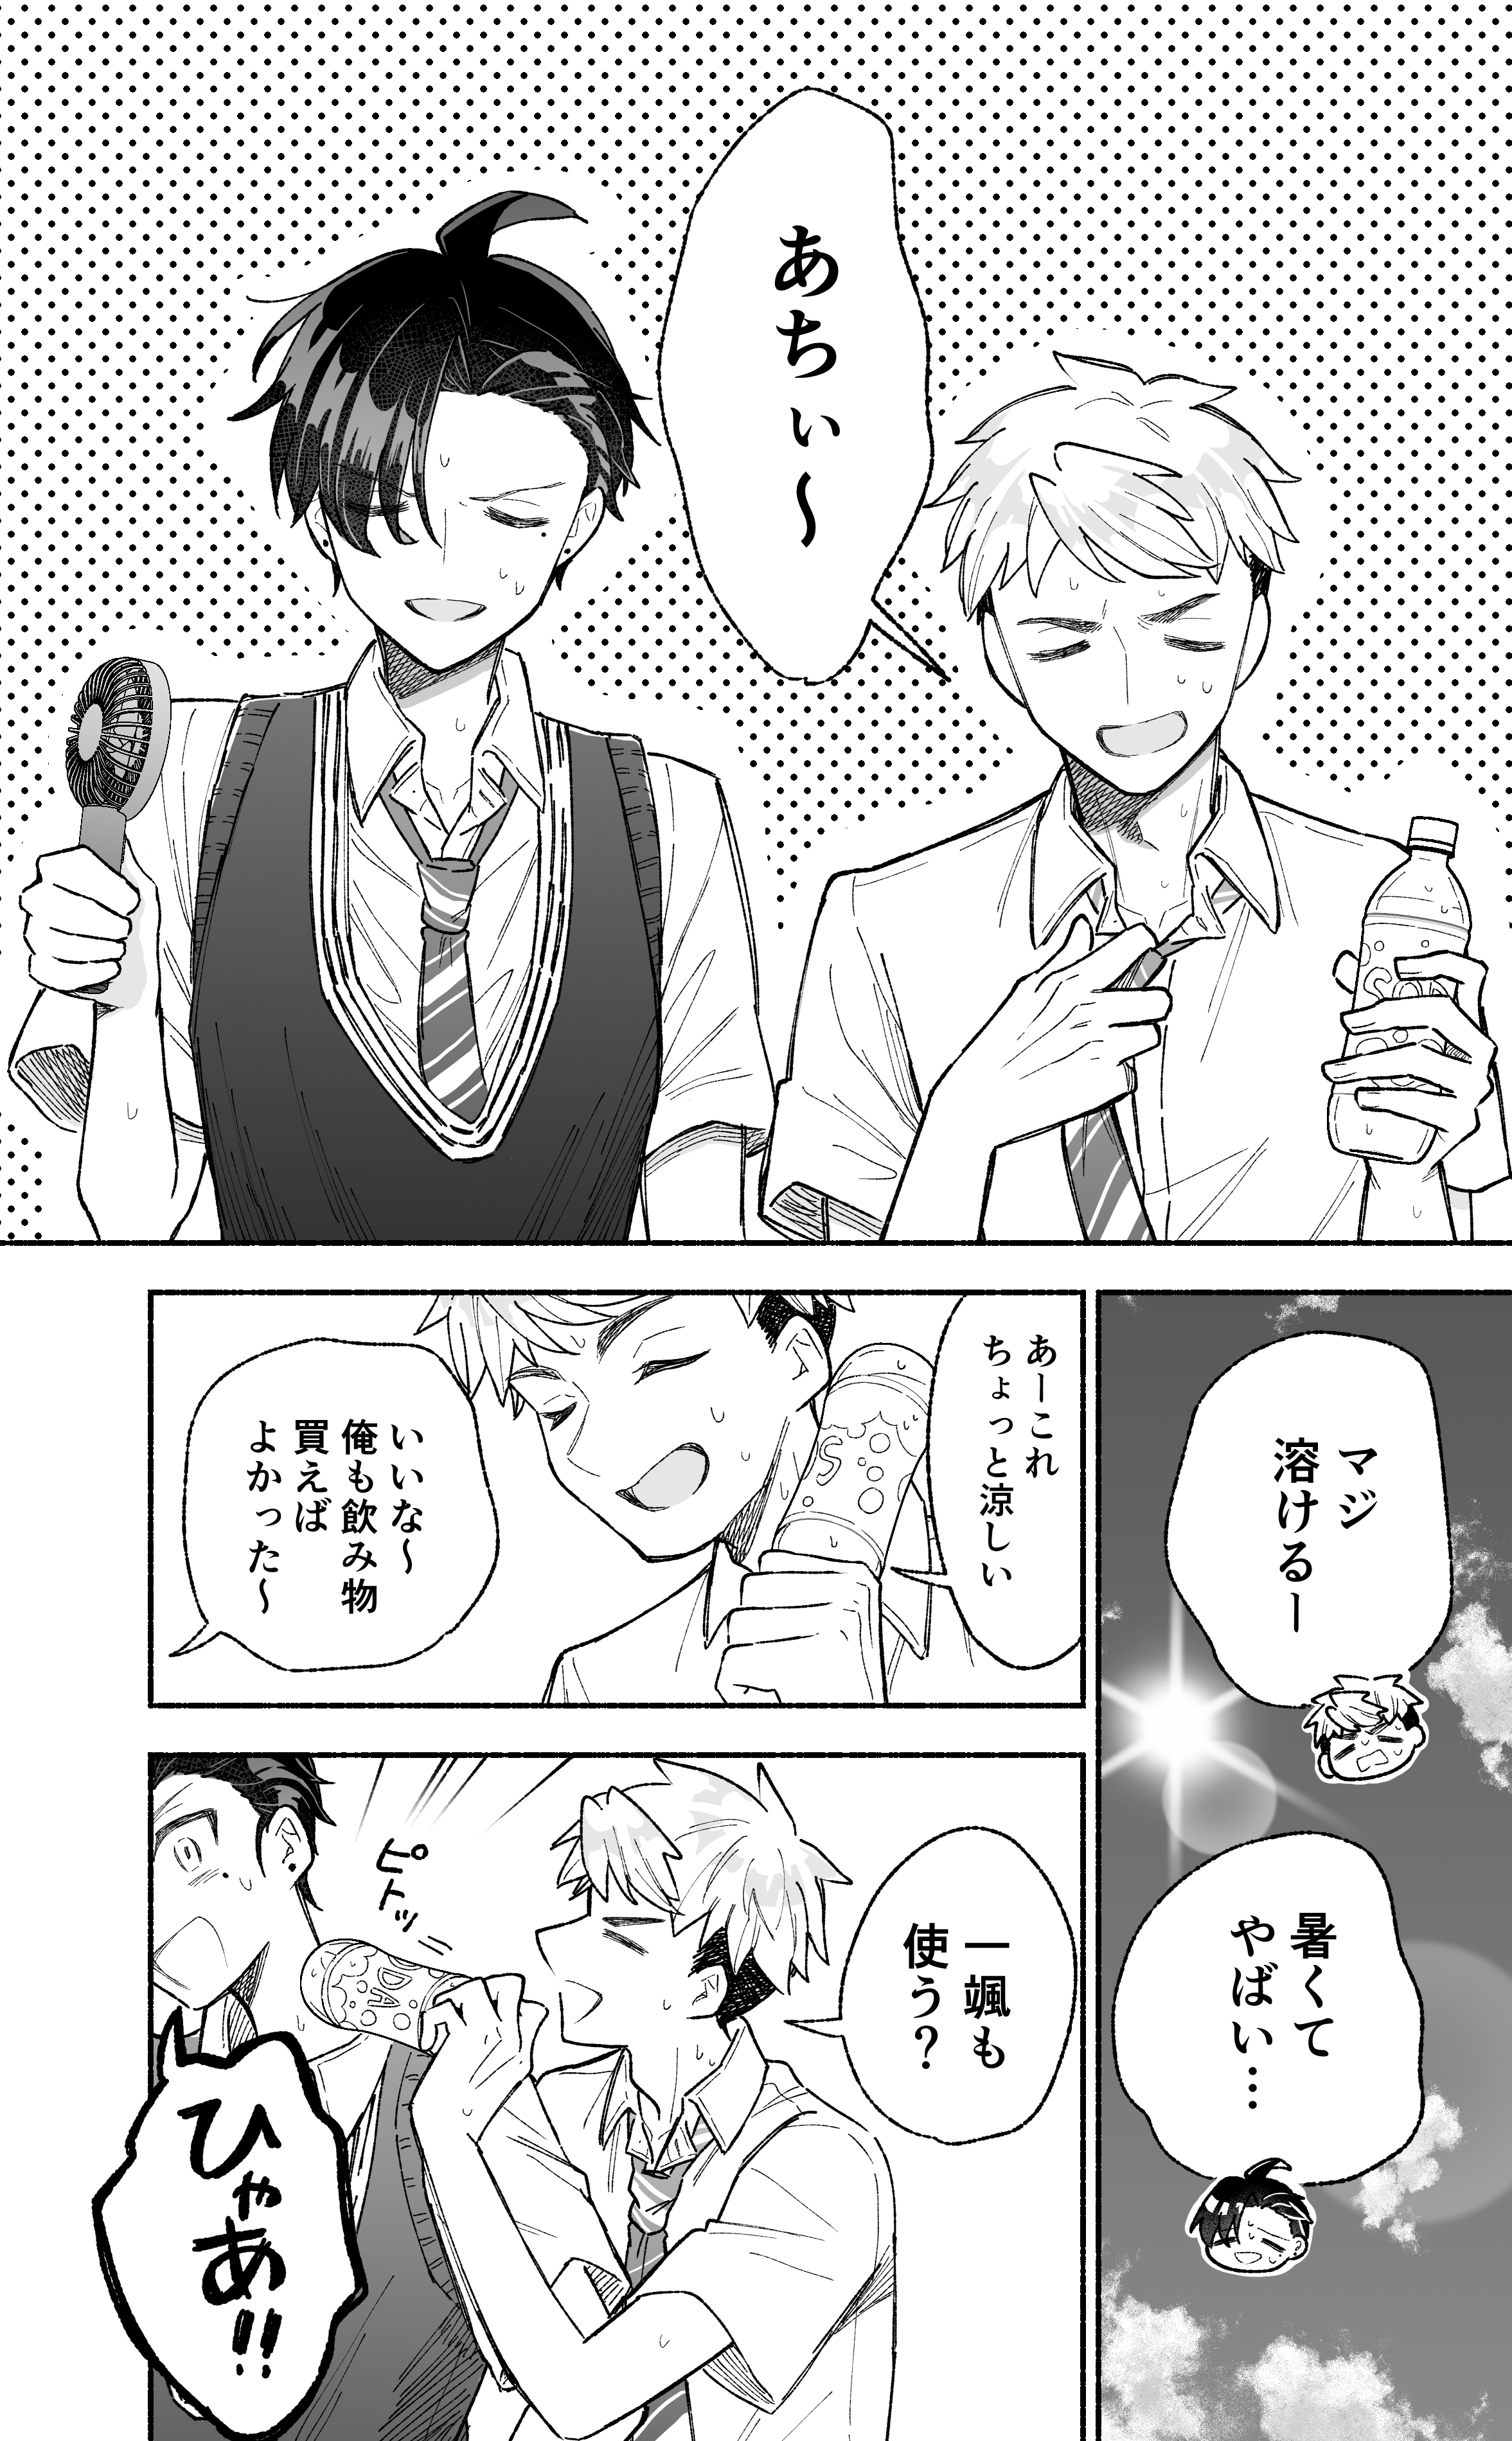 あちぃ～
SOD
マジ
溶けるー
暑くて
やばい…
あーこれ
ちょっと涼しい
S
いいな～
俺も飲み物
買えば
よかった～
一颯も
使う？
ピトッ
DA
ひゃあ!!